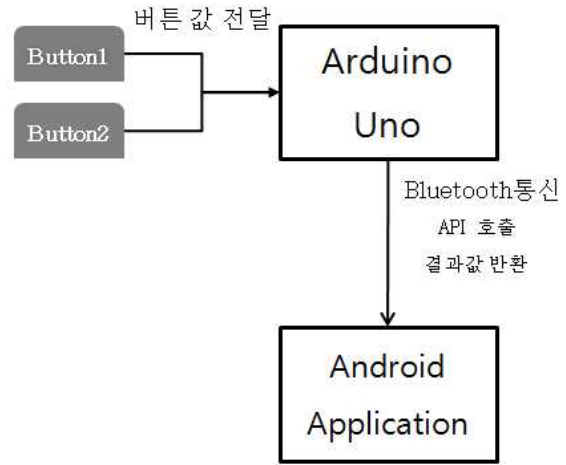 버튼 값 전달
Button1
Button2
Arduino
Uno
Bluetooth통신
API 호출
결과값 반환
Android
Application